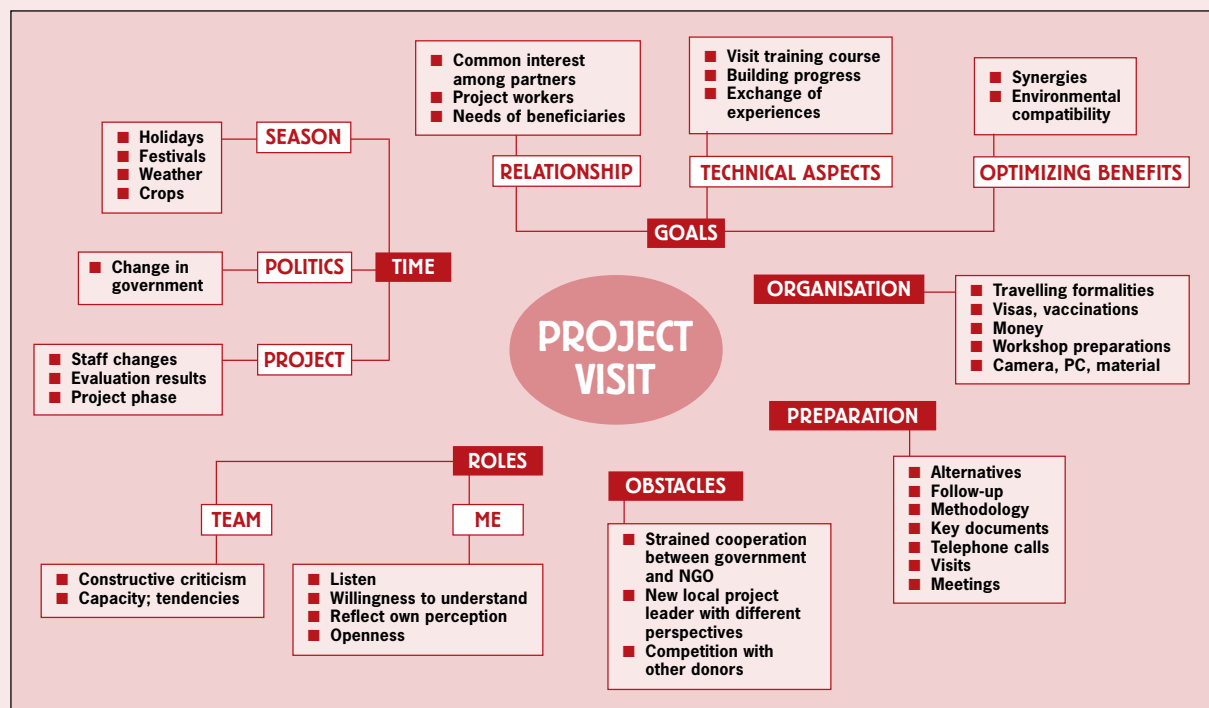 Common interest
among partners
Project workers
Needs of beneficiaries
RELATIONSHIP
Visit training course
Building progress
Exchange of
experiences
TECHNICAL ASPECTS
Synergies
Environmental
compatibility
OPTIMIZING BENEFITS
GOALS
Holidays
Festivals
Weather
Crops
SEASON
Change in
government
POLITICS
TIME
Staff changes
Evaluation results
Project phase
PROJECT
PROJECT
VISIT
ORGANISATION
Travelling formalities
Visas, vaccinations
Money
Workshop preparations
Camera, PC, material
PREPARATION
Alternatives
Follow-up
Methodology
Key documents
Telephone calls
Visits
Meetings
ROLES
TEAM
Constructive criticism
Capacity; tendencies
ME
Listen
Willingness to understand
Reflect own perception
Openness
OBSTACLES
Strained cooperation
between government
and NGO
New local project
leader with different
perspectives
Competition with
other donors